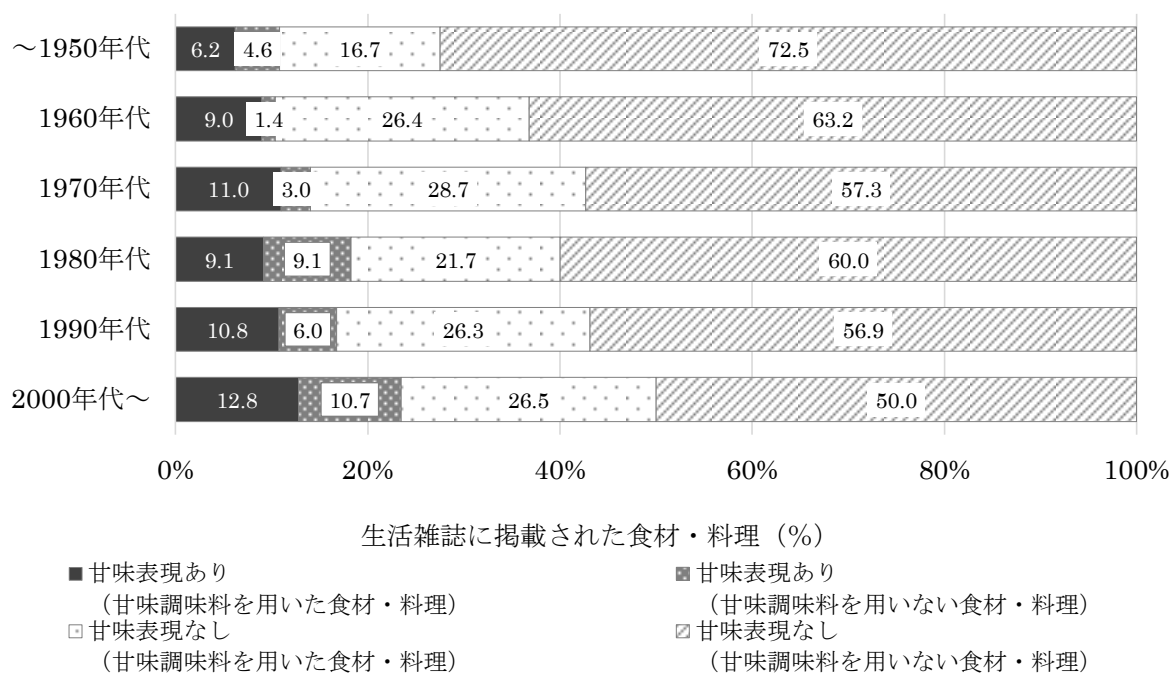 ～1950年代 6.2 4.6 16.7 72.5
1960年代 9.0 1.4 26.4 63.2
1970年代 11.0 3.0 28.7 57.3
1980年代 9.1 9.1 21.7 60.0
1990年代 10.8 6.0 26.3 56.9
2000年代～ 12.8 10.7 26.5 50.0
0% 20% 40% 60% 80% 100%
生活雑誌に掲載された食材・料理（%）
甘味表現あり 甘味表現あり
（甘味調味料を用いた食材・料理） （甘味調味料を用いない食材・料理）
甘味表現なし 甘味表現なし
（甘味調味料を用いた食材・料理） （甘味調味料を用いない食材・料理）